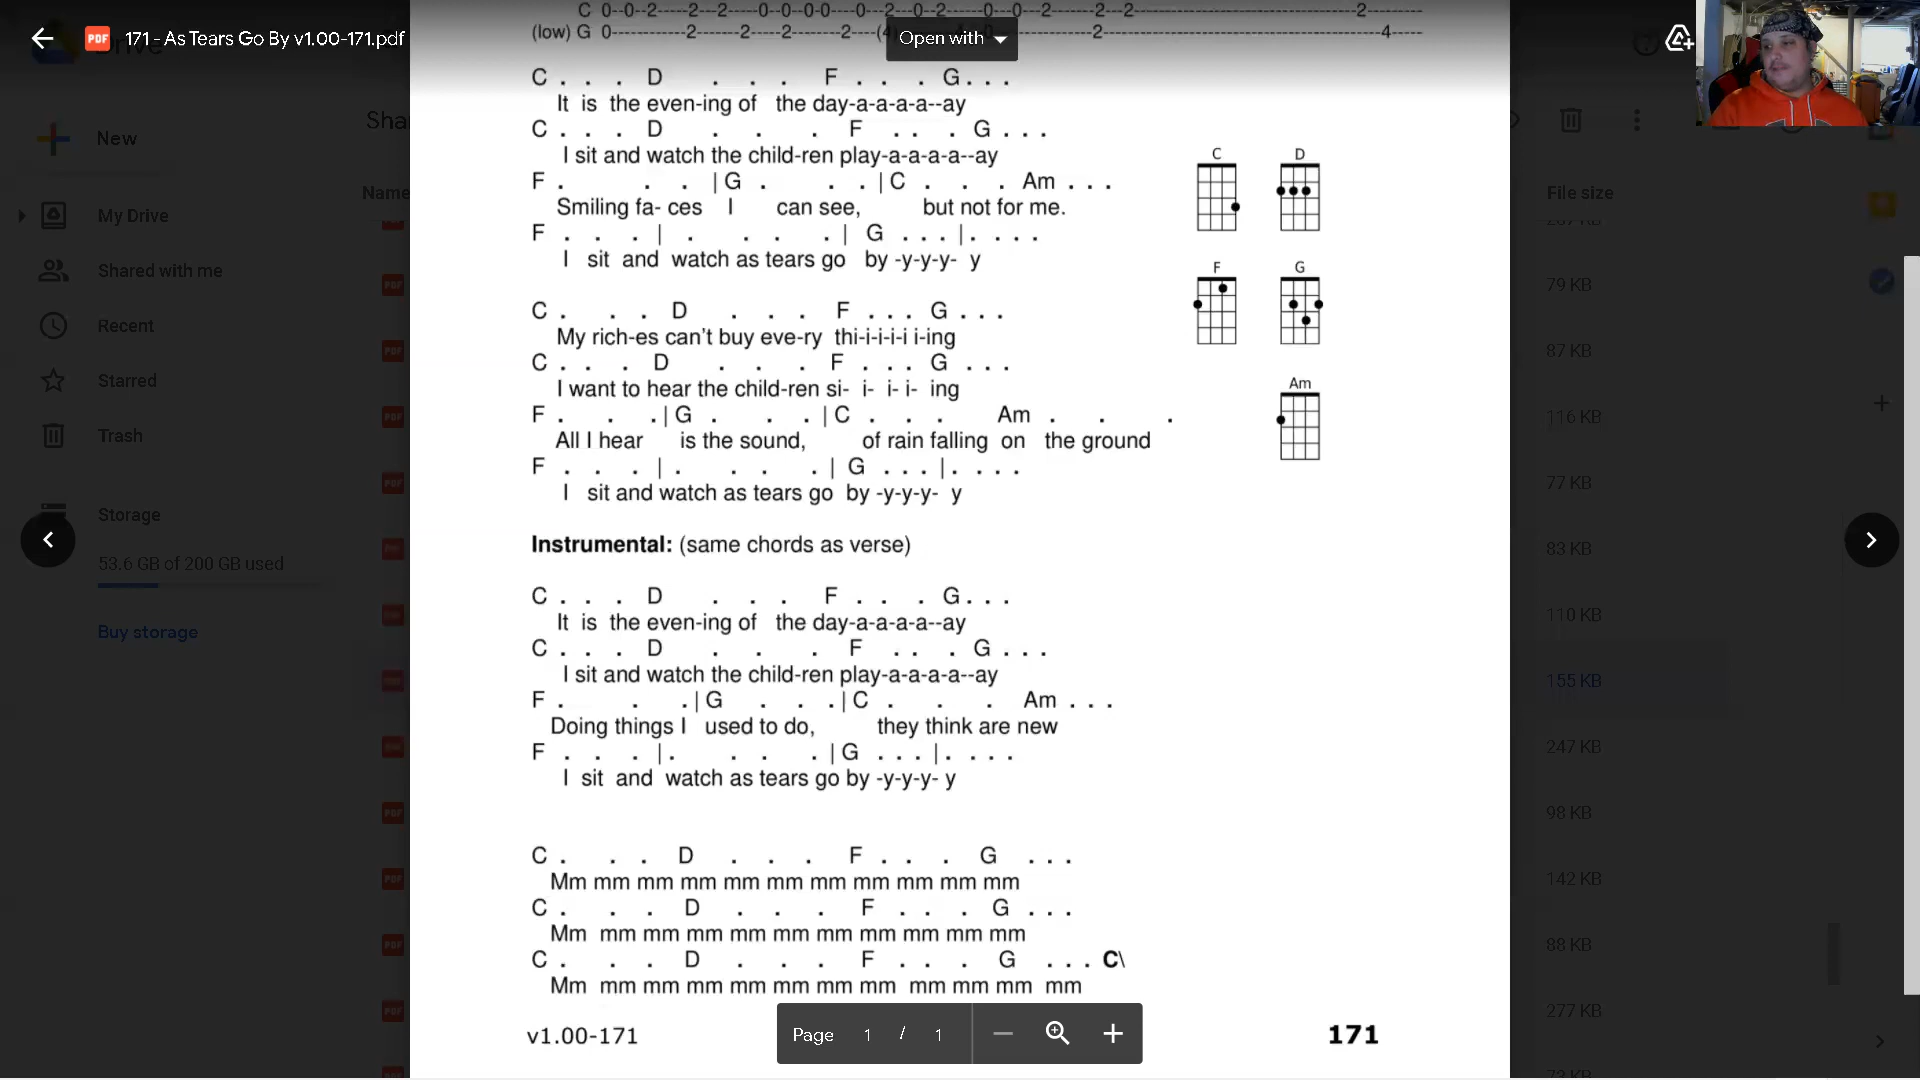 171 - As Tears Go By v1.00-171.pdf
Open with
New
My Drive
Shared with me
Recent
Starred
Trash
Storage
53.6 GB of 200 GB used
Buy storage
Name
File size
79 KB
87 KB
116 KB
77 KB
83 KB
110 KB
155 KB
247 KB
98 KB
142 KB
88 KB
277 KB
C 0--0--2-----2---2-----0--0--0-0----0---2---0--2------0--0---2-------2---2-----2------
(low) G 0
C . . . D . . . F . . . G . . .
It is the even-ing of the day-a-a-a-a--ay
C . . . D . . . F . . . G . . .
I sit and watch the child-ren play-a-a-a-a--ay
F . . . |G . . . |C . . . Am . . .
Smiling fa- ces I can see, but not for me.
F . . . | . . . . | G . . . |. . . .
I sit and watch as tears go by -y-y-y- y
C . . . D . . . F . . . G . . .
My rich-es can't buy eve-ry thi-i-i-i-i i-ing
C . . . D . . . F . . . G . . .
I want to hear the child-ren si- i- i- i- ing
F . . . |G . . . |C . . . Am . . .
All I hear is the sound, of rain falling on the ground
F . . . | . . . . | G . . . |. . . .
I sit and watch as tears go by -y-y-y- y
Instrumental: (same chords as verse)
C . . . D . . . F . . . G . . .
It is the even-ing of the day-a-a-a-a--ay
C . . . D . . . F . . . G . . .
I sit and watch the child-ren play-a-a-a-a--ay
F . . . |G . . . |C . . . Am . . .
Doing things I used to do, they think are new
F . . . |. . . . |G . . . |. . . .
I sit and watch as tears go by -y-y-y- y
C . . . D . . . F . . . G . . .
Mm mm mm mm mm mm mm mm mm mm mm
C . . . D . . . F . . . G . . .
Mm mm mm mm mm mm mm mm mm mm mm
C . . . D . . . F . . . G . . . C\
Mm mm mm mm mm mm mm mm mm mm mm mm
C D
F G
Am
v1.00-171
171
Page 1 / 1